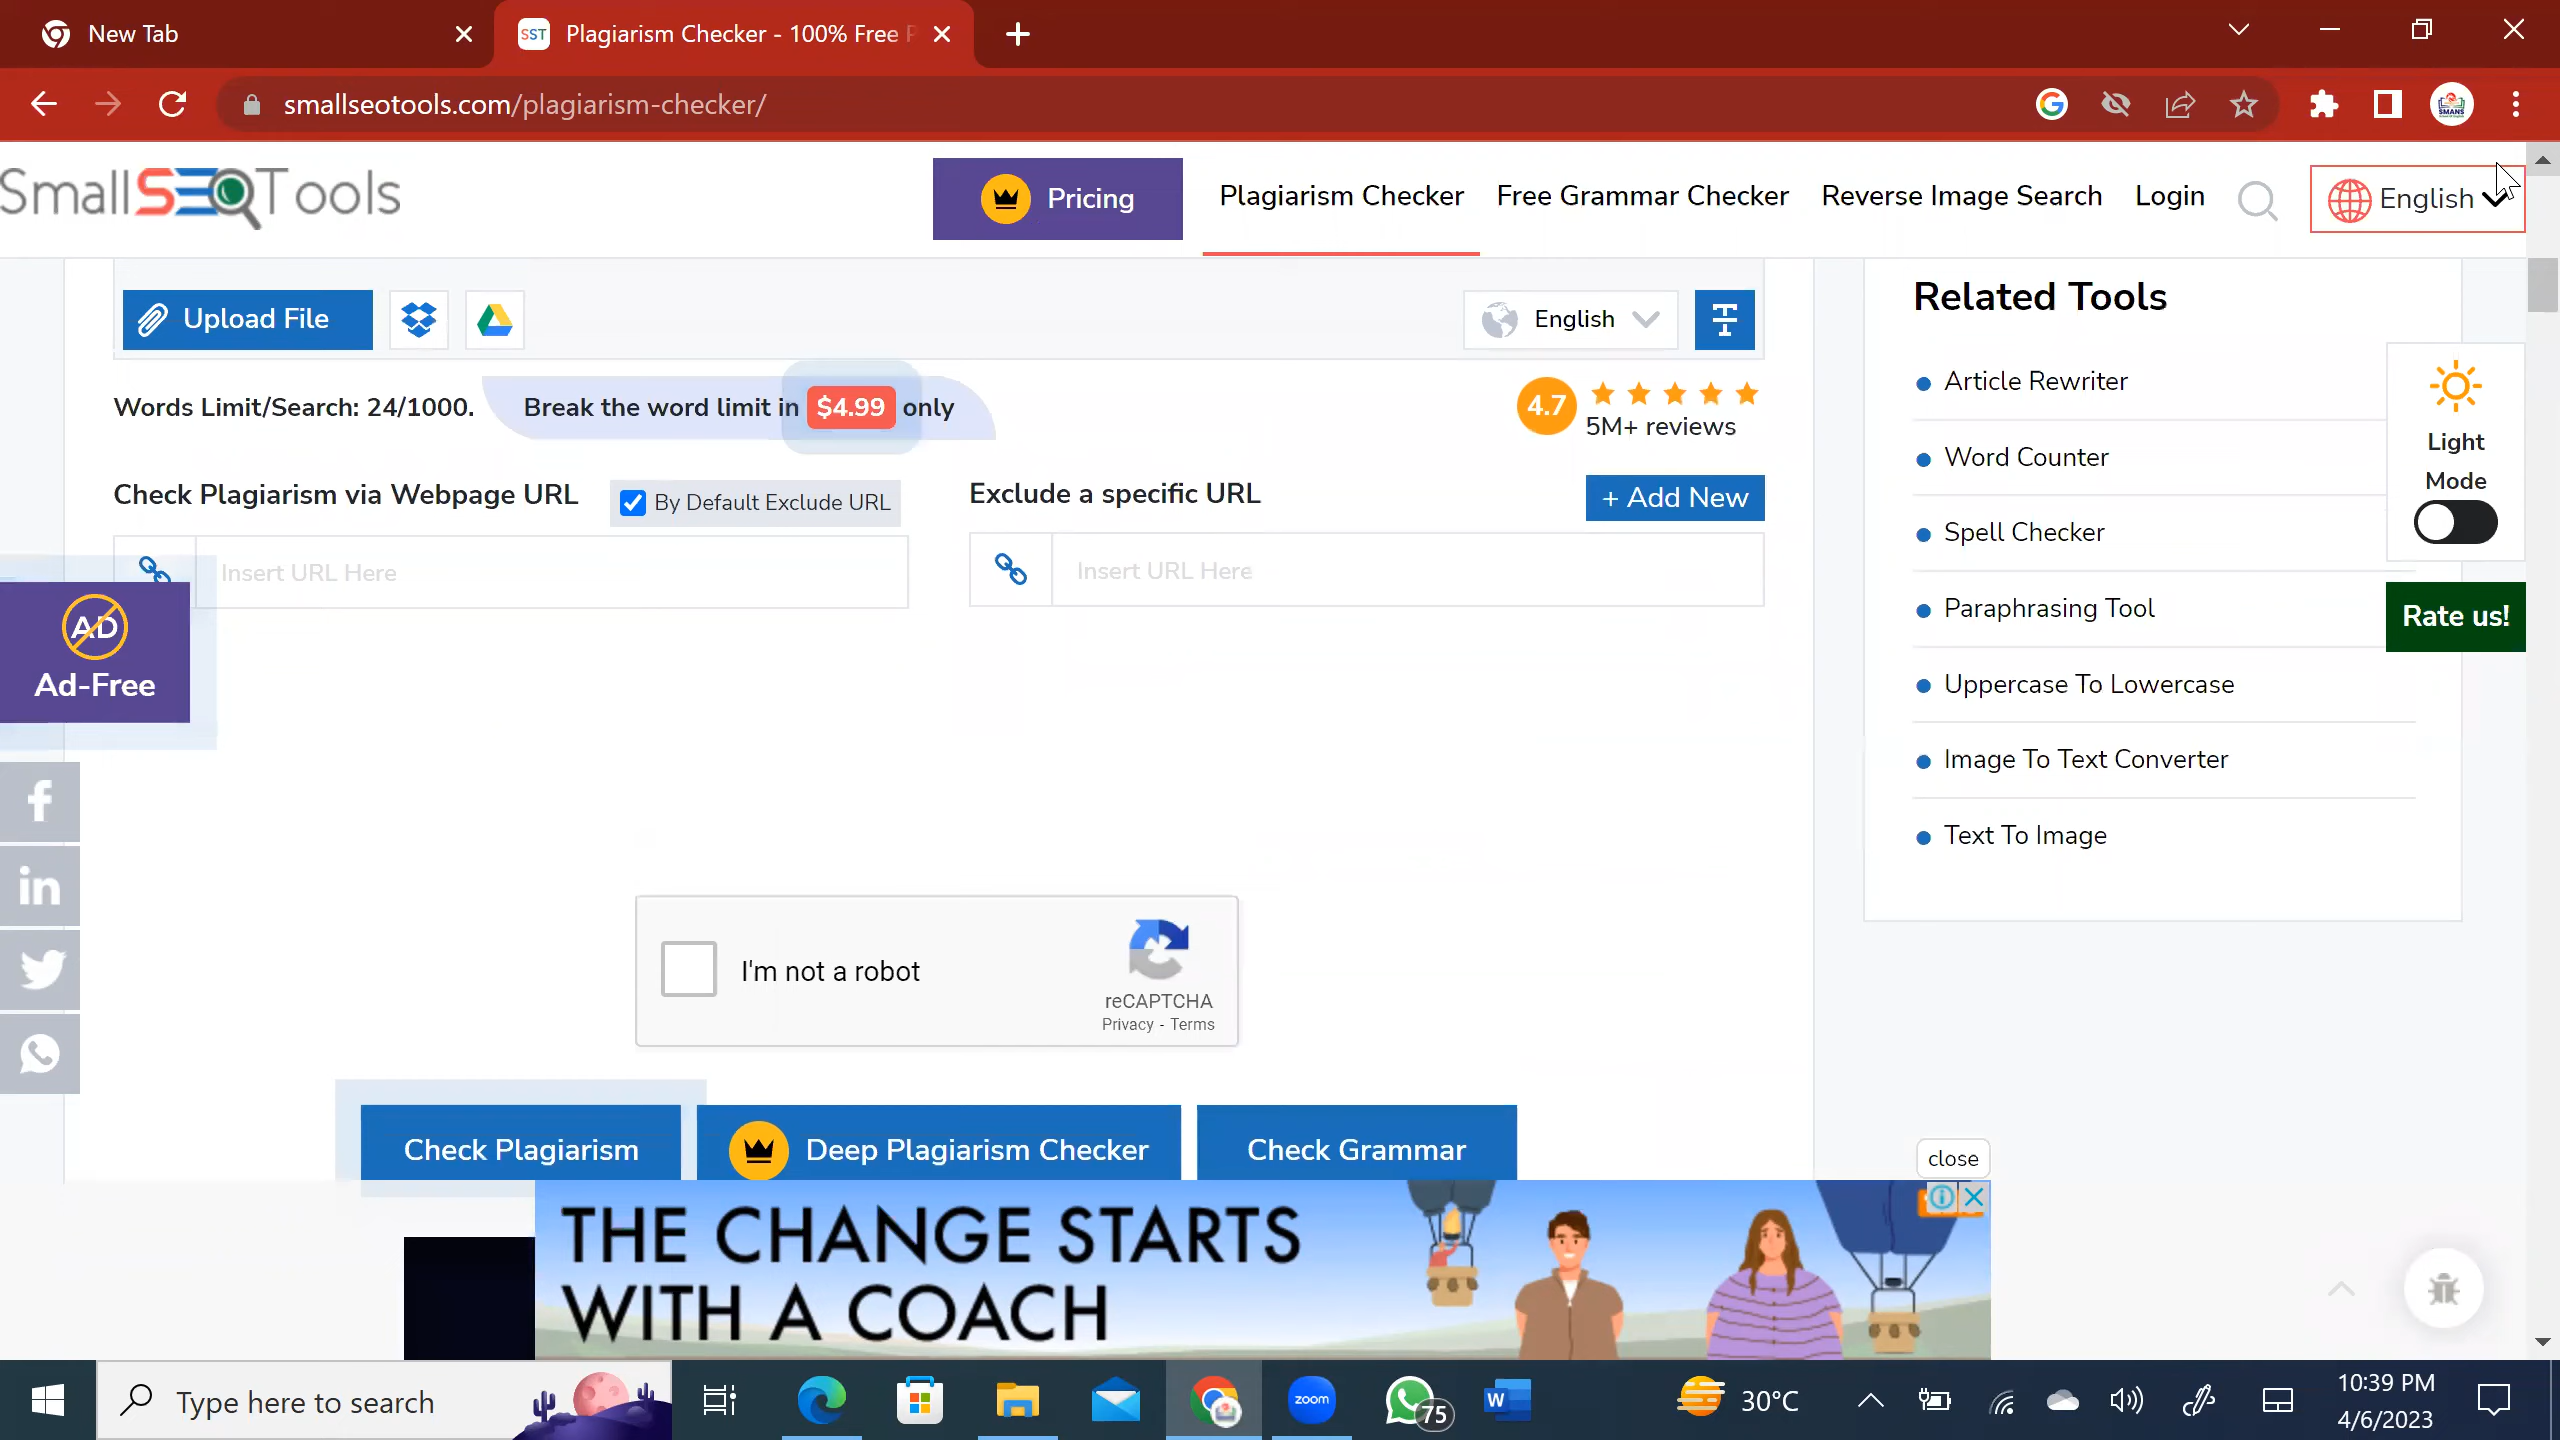 New Tab
SST Plagiarism Checker - 100% Free P
smallseotools.com/plagiarism-checker/
SmallSEOTools
Pricing
Plagiarism Checker
Free Grammar Checker
Reverse Image Search
Login
English
Upload File
English
Words Limit/Search: 24/1000.
Break the word limit in $4.99 only
4.7
5M+ reviews
Check Plagiarism via Webpage URL
By Default Exclude URL
Exclude a specific URL
+ Add New
Insert URL Here
Insert URL Here
AD
Ad-Free
I'm not a robot
reCAPTCHA
Privacy - Terms
Check Plagiarism
Deep Plagiarism Checker
Check Grammar
Related Tools
Article Rewriter
Word Counter
Spell Checker
Paraphrasing Tool
Uppercase To Lowercase
Image To Text Converter
Text To Image
Light
Mode
Rate us!
close
THE CHANGE STARTS
WITH A COACH
Type here to search
zoom
75
30°C
10:39 PM
4/6/2023